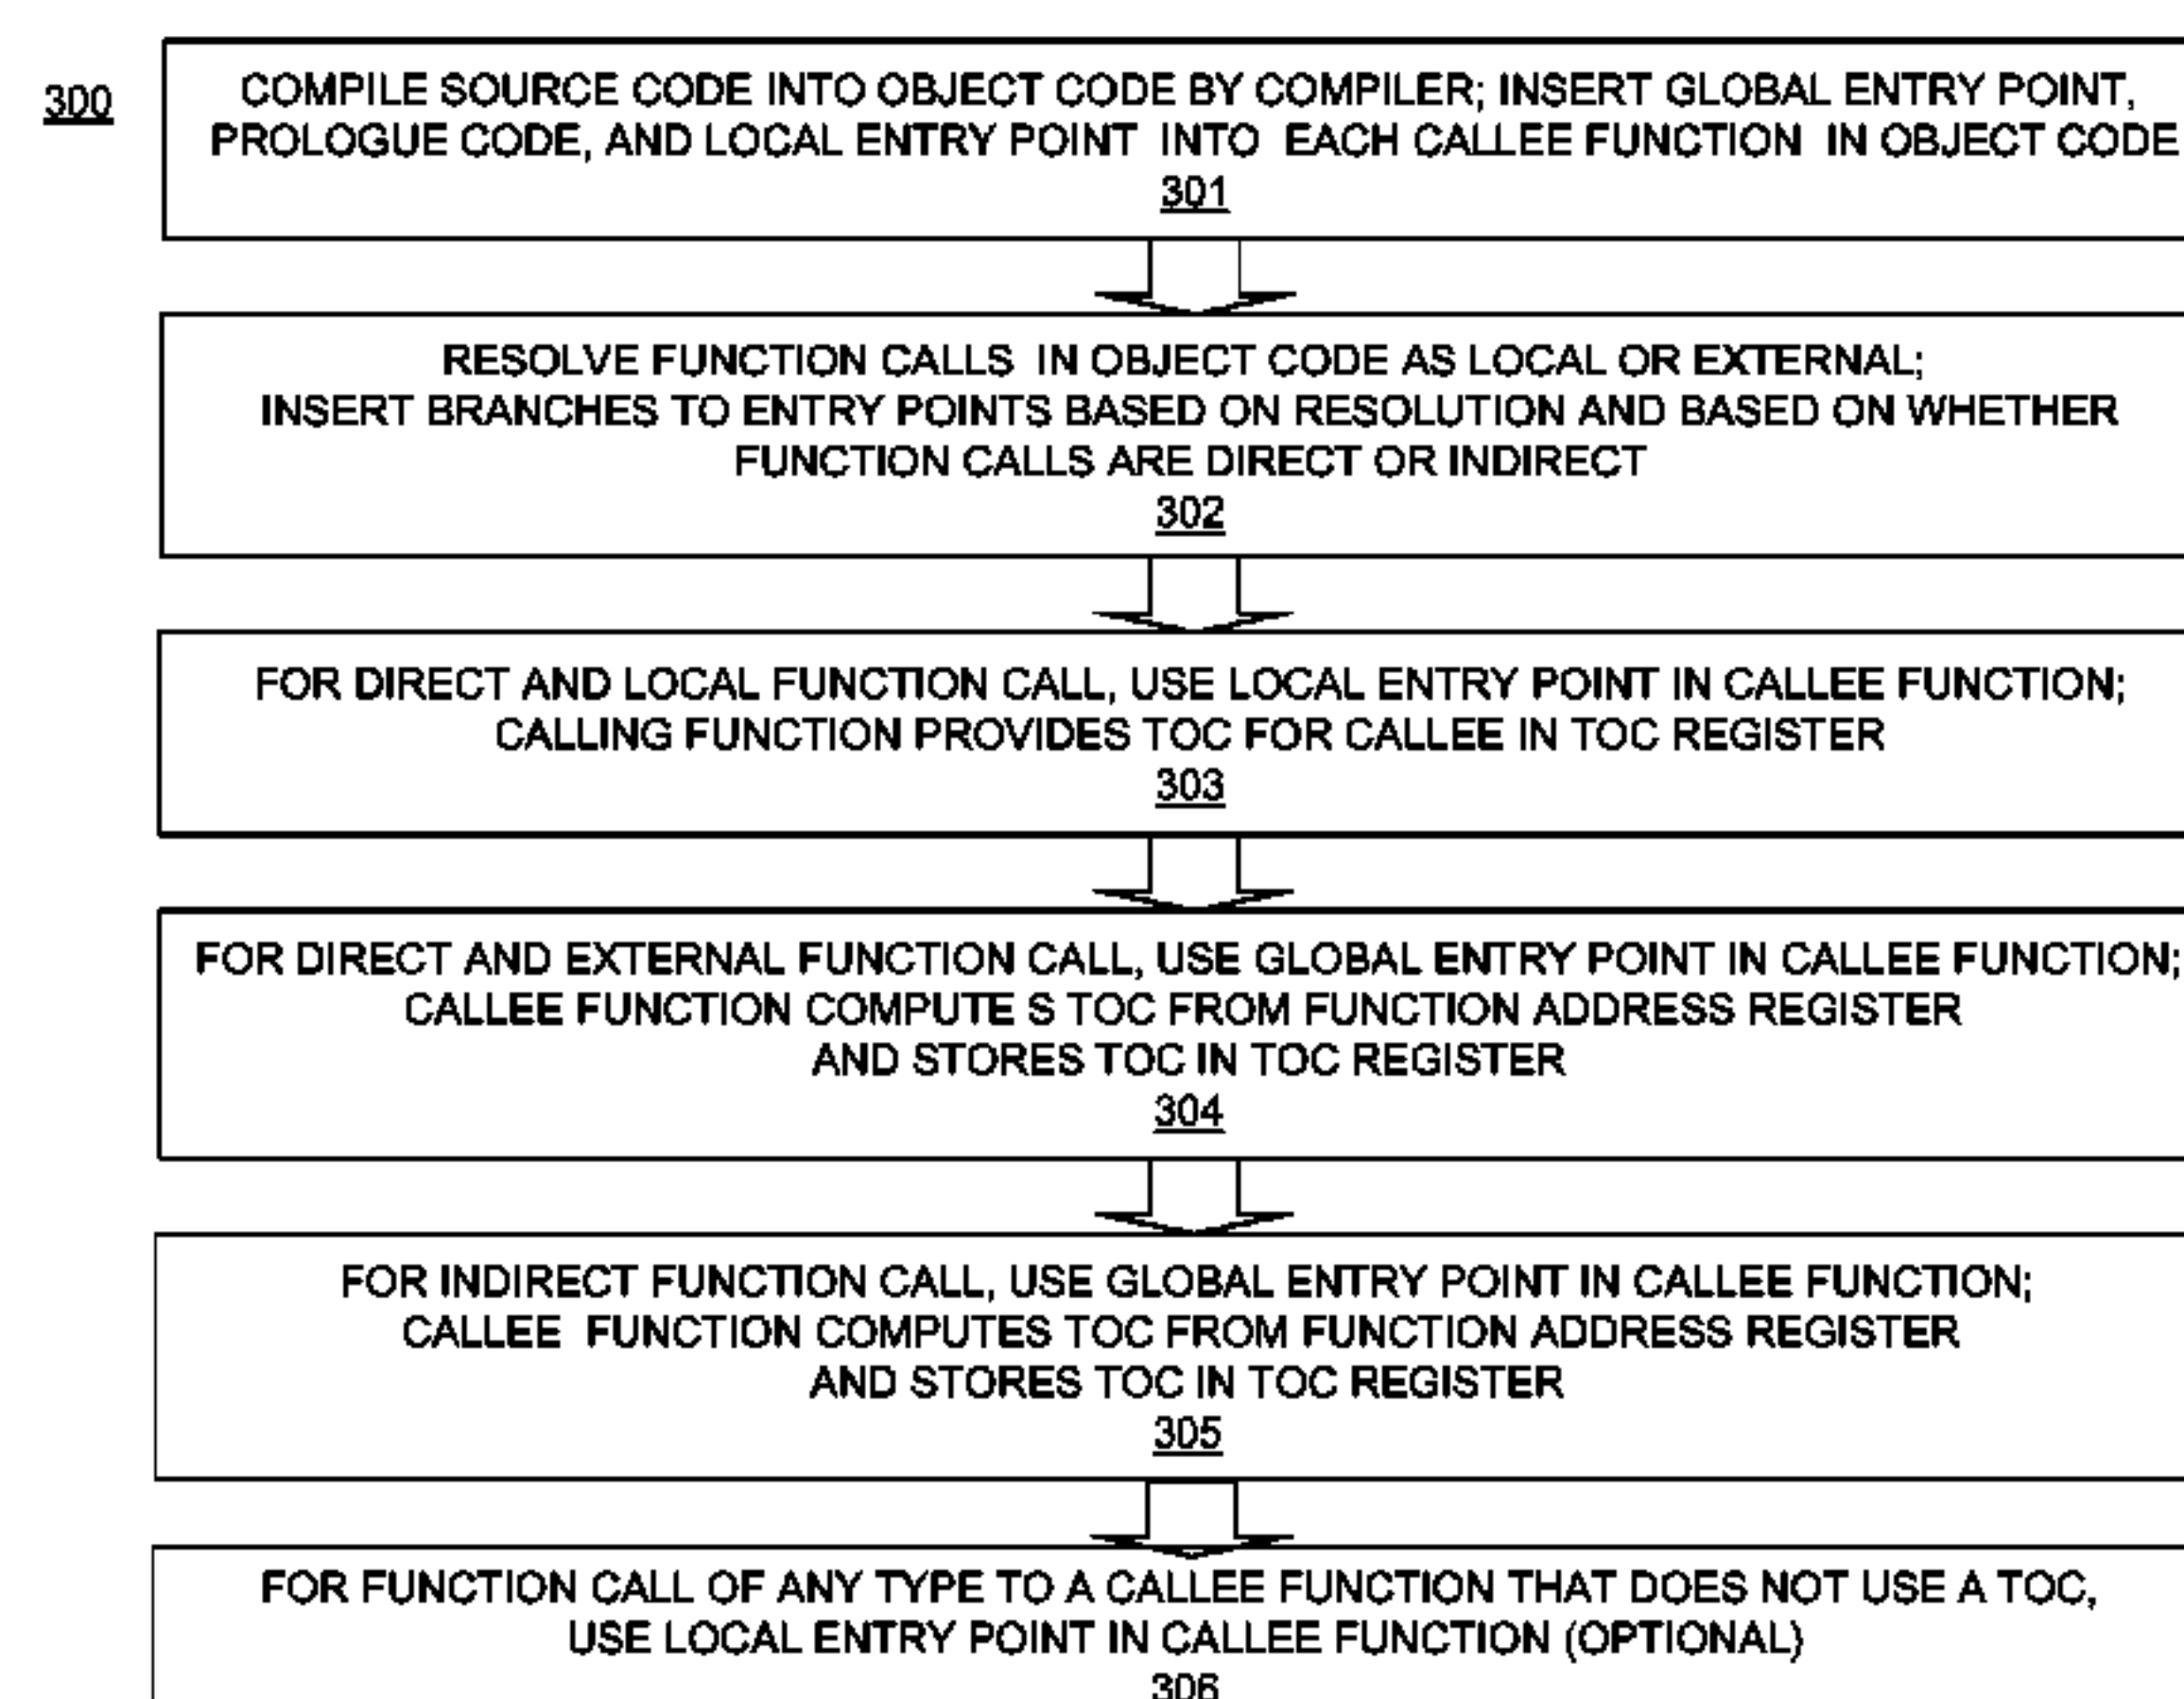 300
COMPILE SOURCE CODE INTO OBJECT CODE BY COMPILER; INSERT GLOBAL ENTRY POINT,
PROLOGUE CODE, AND LOCAL ENTRY POINT INTO EACH CALLEE FUNCTION IN OBJECT CODE
301
RESOLVE FUNCTION CALLS IN OBJECT CODE AS LOCAL OR EXTERNAL;
INSERT BRANCHES TO ENTRY POINTS BASED ON RESOLUTION AND BASED ON WHETHER
FUNCTION CALLS ARE DIRECT OR INDIRECT
302
FOR DIRECT AND LOCAL FUNCTION CALL, USE LOCAL ENTRY POINT IN CALLEE FUNCTION;
CALLING FUNCTION PROVIDES TOC FOR CALLEE IN TOC REGISTER
303
FOR DIRECT AND EXTERNAL FUNCTION CALL, USE GLOBAL ENTRY POINT IN CALLEE FUNCTION;
CALLEE FUNCTION COMPUTE S TOC FROM FUNCTION ADDRESS REGISTER
AND STORES TOC IN TOC REGISTER
304
FOR INDIRECT FUNCTION CALL, USE GLOBAL ENTRY POINT IN CALLEE FUNCTION;
CALLEE FUNCTION COMPUTES TOC FROM FUNCTION ADDRESS REGISTER
AND STORES TOC IN TOC REGISTER
305
FOR FUNCTION CALL OF ANY TYPE TO A CALLEE FUNCTION THAT DOES NOT USE A TOC,
USE LOCAL ENTRY POINT IN CALLEE FUNCTION (OPTIONAL)
306